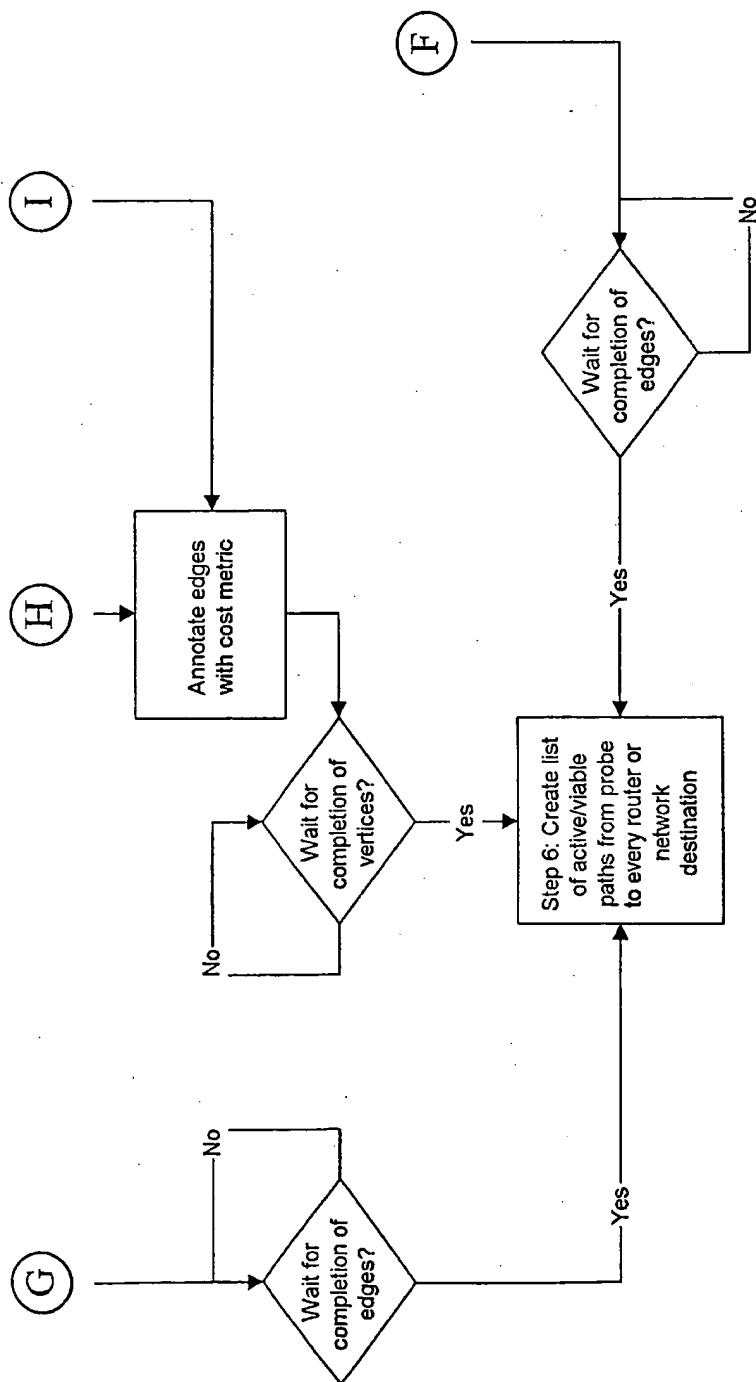 G
H
I
F
Annotate edges
with cost metric
Wait for
completion of
edges?
No
Yes
No
Wait for
completion of
vertices?
Yes
Wait for
completion of
edges?
No
Yes
Step 6: Create list
of active/viable
paths from probe
to every router or
network
destination